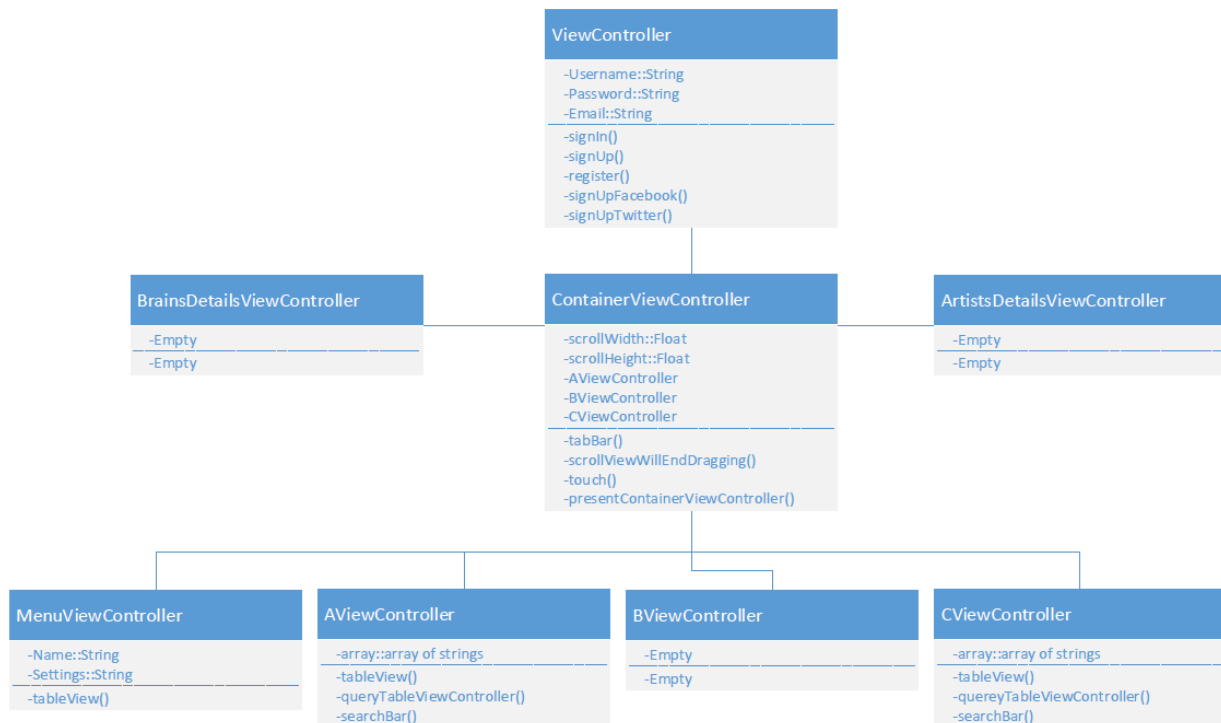 ViewController
-Username::String
-Password::String
-Email::String
-signIn()
-signUp()
-register()
-signUpFacebook()
-signUpTwitter()
BrainsDetailsViewController
-Empty
-Empty
ContainerViewController
-scrollWidth::Float
-scrollHeight::Float
-AViewController
-BViewController
-CViewController
-tabBar()
-scrollViewWillEndDragging()
-touch()
-presentContainerViewController()
ArtistsDetailsViewController
-Empty
-Empty
MenuViewController
-Name::String
-Settings::String
-tableView()
AViewController
-array::array of strings
-tableView()
-queryTableViewController()
-searchBar()
BViewController
-Empty
-Empty
CViewController
-array::array of strings
-tableView()
-quereyTableViewController()
-searchBar()